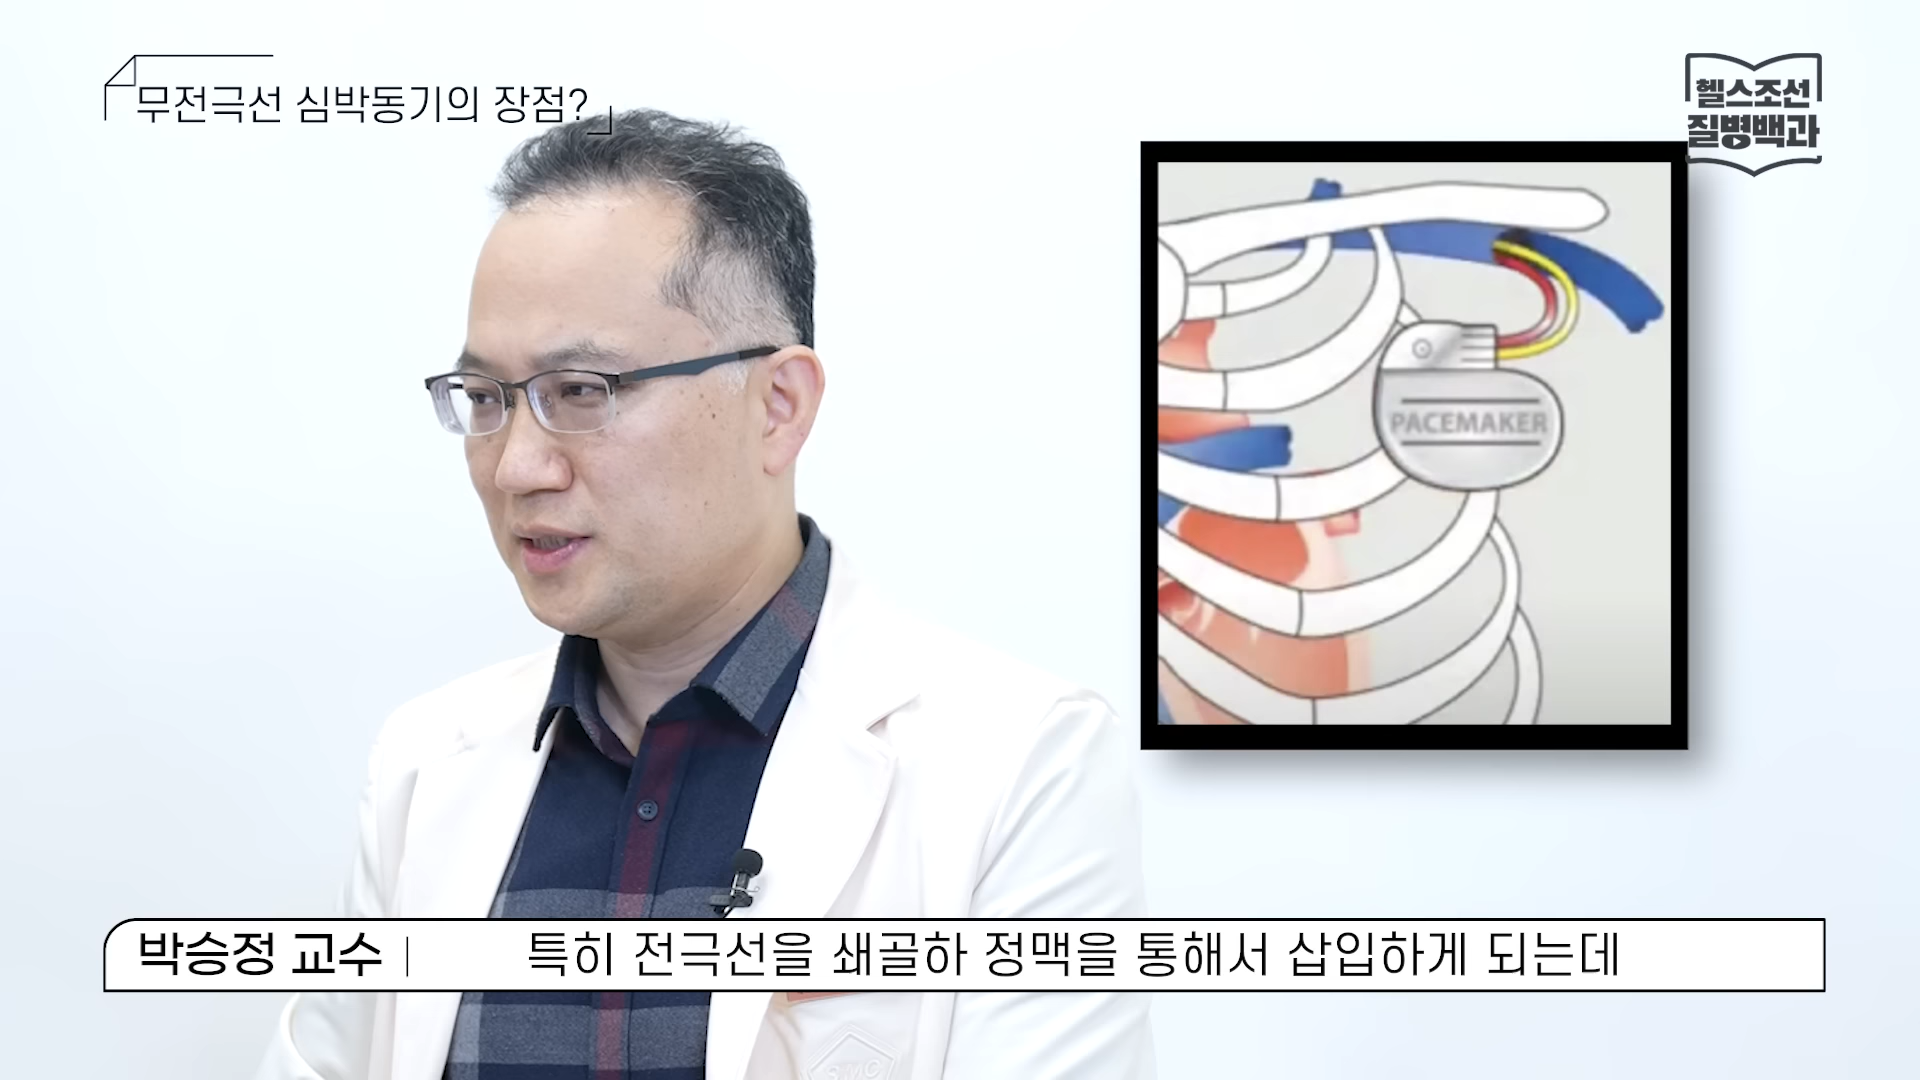 무전극선 심박동기의 장점?
헬스조선
질병백과
PACEMAKER
박승정 교수
특히 전극선을 쇄골하 정맥을 통해서 삽입하게 되는데
SMC